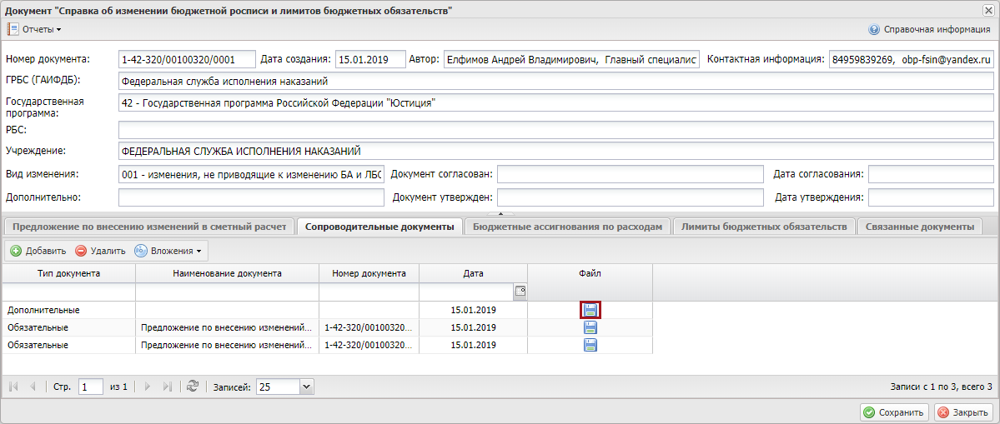 Документ "Справка об изменении бюджетной росписи и лимитов бюджетных обязательств"
Отчеты Справочная информация
Номер документа: 1-42-320/00100320/0001 Дата создания: 15.01.2019 Автор: Елфимов Андрей Владимирович, Главный специалис Контактная информация: 84959839269, obp-fsin@yandex.ru
ГРБС (ГАИФДБ): Федеральная служба исполнения наказаний
Государственная программа: 42 - Государственная программа Российской Федерации "Юстиция"
РБС:
Учреждение: ФЕДЕРАЛЬНАЯ СЛУЖБА ИСПОЛНЕНИЯ НАКАЗАНИЙ
Вид изменения: 001 - изменения, не приводящие к изменению БА и ЛБО Документ согласован: Дата согласования:
Дополнительно: Документ утвержден: Дата утверждения:
Предложение по внесению изменений в сметный расчет Сопроводительные документы Бюджетные ассигнования по расходам Лимиты бюджетных обязательств Связанные документы
Добавить Удалить Вложения
Тип документа Наименование документа Номер документа Дата Файл
Дополнительные 15.01.2019
Обязательные Предложение по внесению изменений... 1-42-320/00100320... 15.01.2019
Обязательные Предложение по внесению изменений... 1-42-320/00100320... 15.01.2019
Стр. 1 из 1 Записей: 25 Записи с 1 по 3, всего 3
Сохранить Закрыть